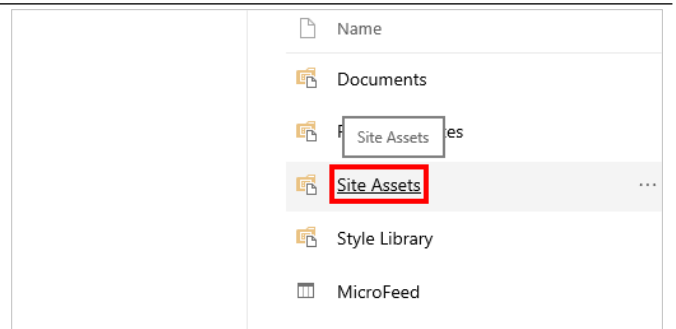 Name
Documents
Site Assets
Site Assets
Style Library
MicroFeed